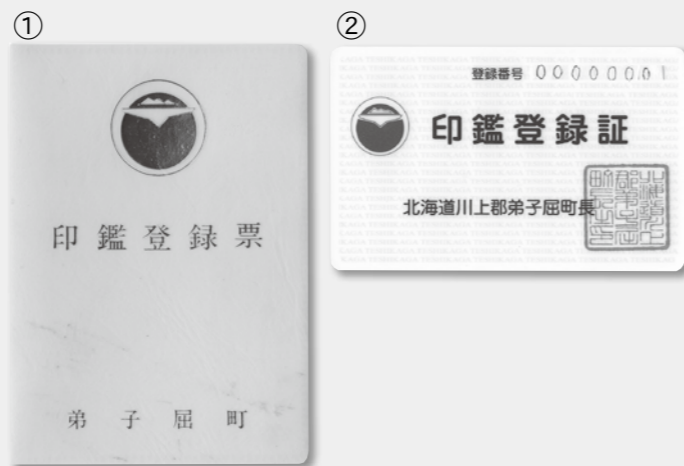 ①
印鑑登録票
弟子屈町
②
登録番号 00000001
印鑑登録証
北海道川上郡弟子屈町長